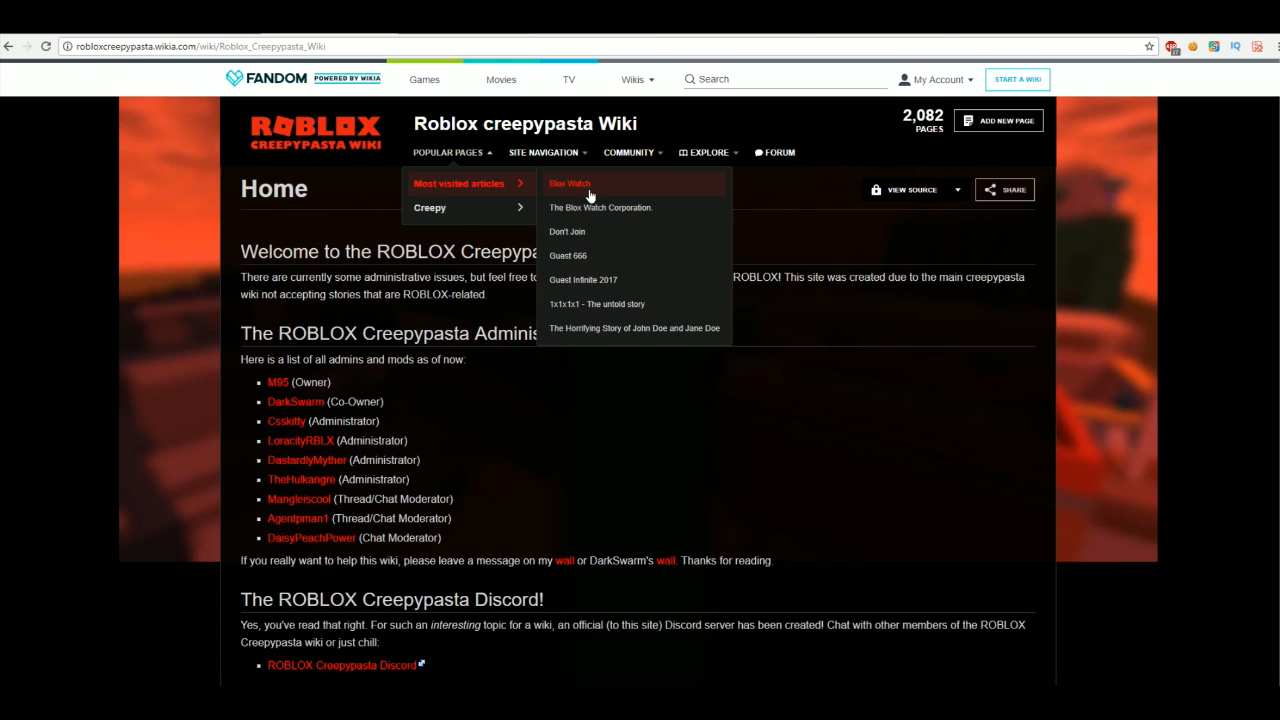 robloxcreepypasta.wikia.com/wiki/Roblox_Creepypasta_Wiki
FANDOM POWERED BY WIKIA Games Movies TV Wikis Search My Account START A WIKI
ROBLOX
CREEPYPASTA WIKI
Roblox creepypasta Wiki
2,082
PAGES
ADD NEW PAGE
POPULAR PAGES SITE NAVIGATION COMMUNITY EXPLORE FORUM
Most visited articles
Creepy
Blox Watch
The Blox Watch Corporation.
Don't Join
Guest 666
Guest Infinite 2017
1x1x1x1 - The untold story
The Horrifying Story of John Doe and Jane Doe
Home
VIEW SOURCE SHARE
Welcome to the ROBLOX Creepyp
There are currently some administrative issues, but feel free to ROBLOX! This site was created due to the main creepypasta
wiki not accepting stories that are ROBLOX-related.
The ROBLOX Creepypasta Adminis
Here is a list of all admins and mods as of now:
M95 (Owner)
DarkSwarm (Co-Owner)
Csskitty (Administrator)
LoracityRBLX (Administrator)
DastardlyMyther (Administrator)
TheHulkangre (Administrator)
Mangleiscool (Thread/Chat Moderator)
Agentpman1 (Thread/Chat Moderator)
DaisyPeachPower (Chat Moderator)
If you really want to help this wiki, please leave a message on my wall or DarkSwarm's wall. Thanks for reading.
The ROBLOX Creepypasta Discord!
Yes, you've read that right. For such an interesting topic for a wiki, an official (to this site) Discord server has been created! Chat with other members of the ROBLOX
Creepypasta wiki or just chill:
ROBLOX Creepypasta Discord